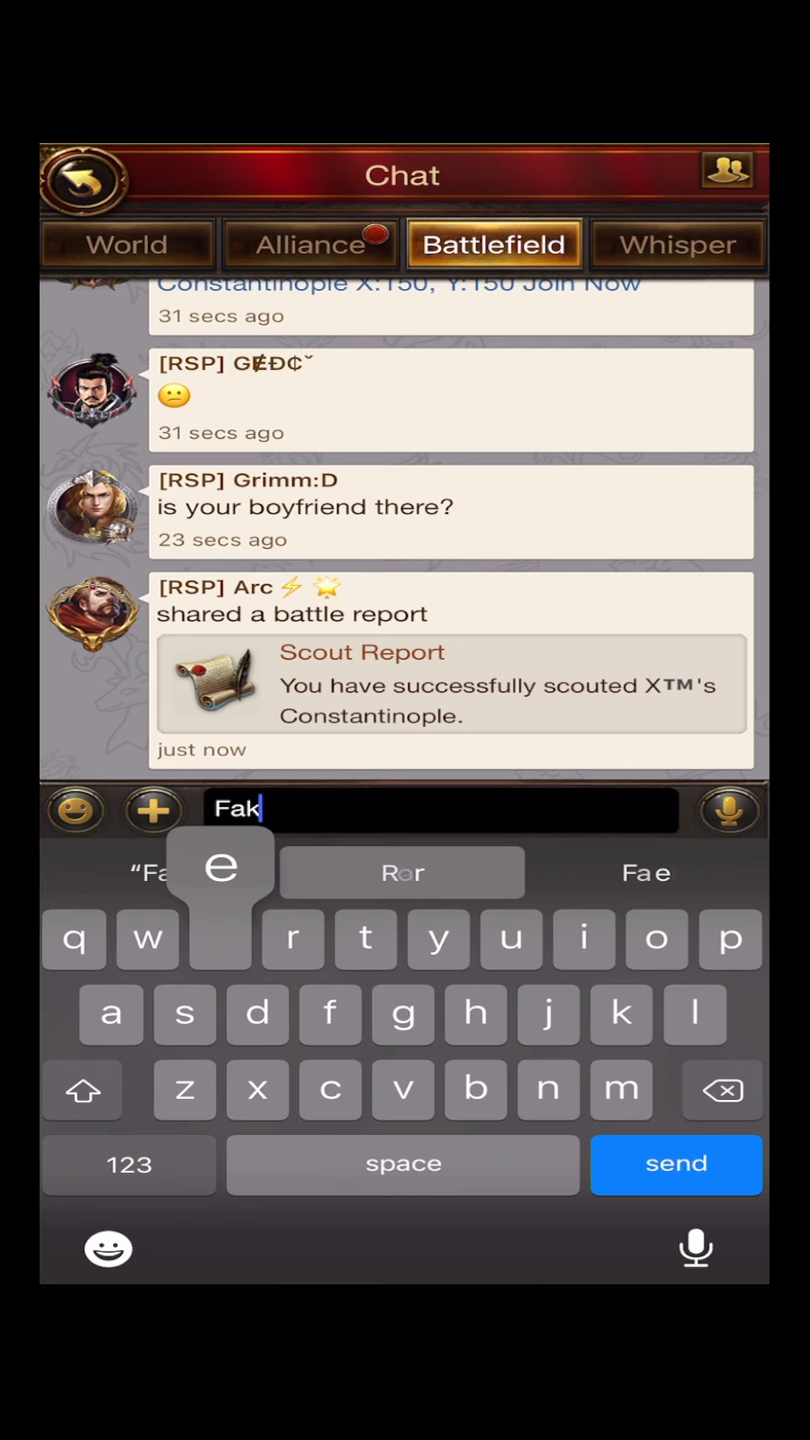 Chat
World Alliance Battlefield Whisper
Constantinople X:150, Y:150 Join Now
31 secs ago
[RSP] GɆĐ₵ˇ
31 secs ago
[RSP] Grimm:D
is your boyfriend there?
23 secs ago
[RSP] Arc ⚡ 🌟
shared a battle report
Scout Report
You have successfully scouted X™'s
Constantinople.
just now
Fak
e
q w r t y u i o p
a s d f g h j k l
z x c v b n m
123 space send